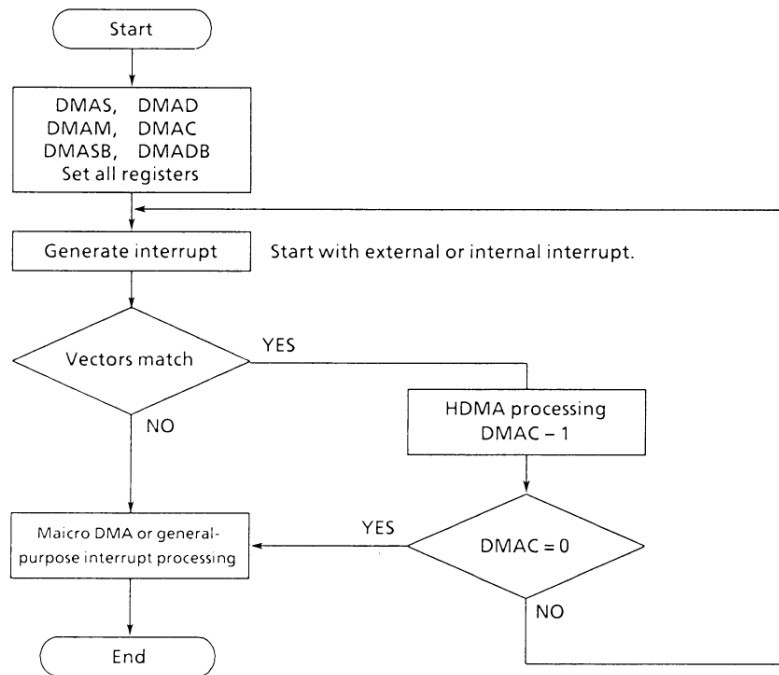 Start
DMAS, DMAD
DMAM, DMAC
DMASB, DMADB
Set all registers
Generate interrupt
Start with external or internal interrupt.
Vectors match
YES
NO
HDMA processing
DMAC – 1
DMAC = 0
YES
NO
Maicro DMA or general-
purpose interrupt processing
End